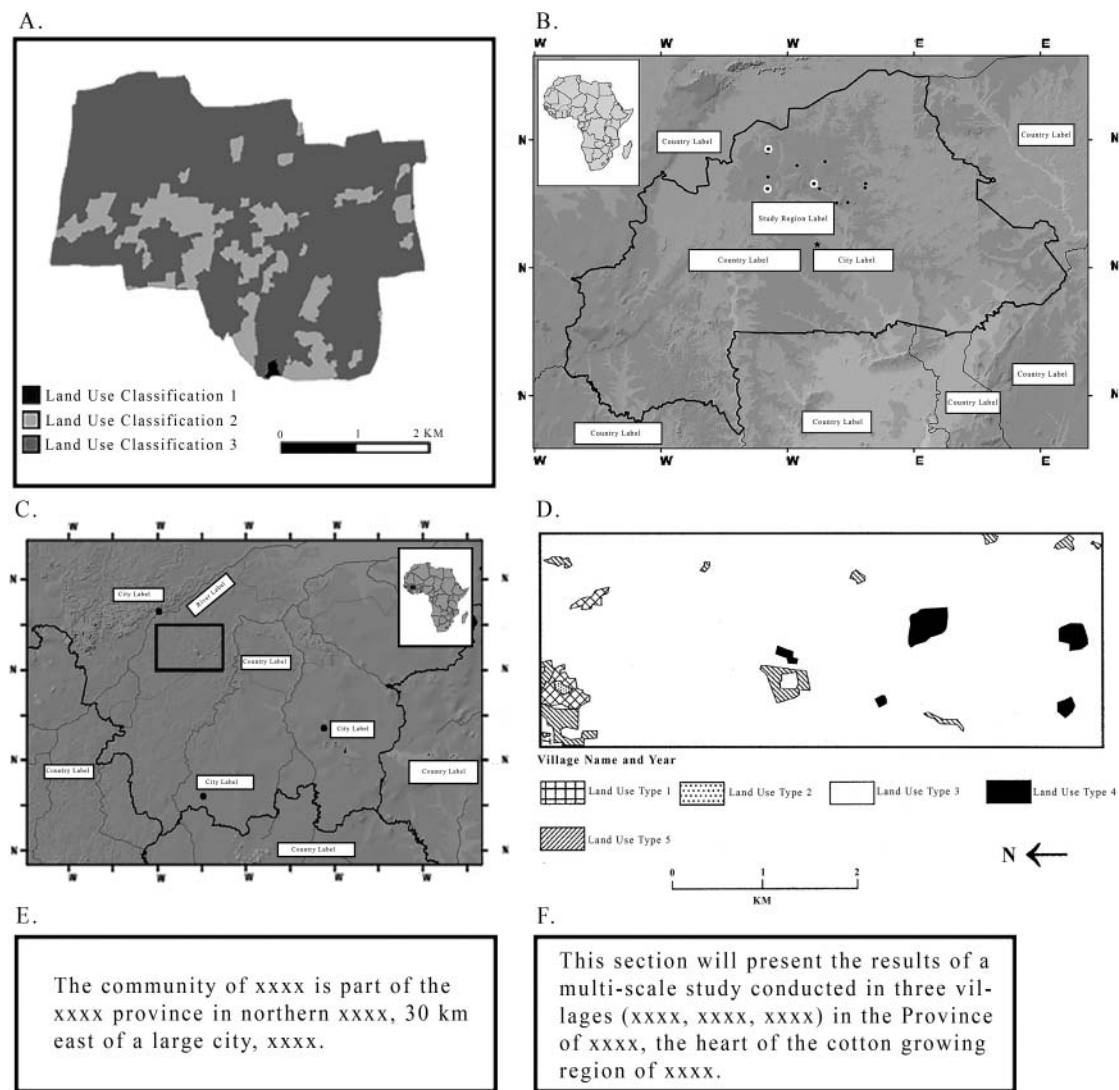 A.
Land Use Classification 1
Land Use Classification 2
Land Use Classification 3
0 1 2 KM
B.
W W W E E
N N
N N
N N
Country Label
Country Label
Study Region Label
Country Label
City Label
Country Label
Country Label
Country Label
Country Label
W W W E E
C.
W W W W W
N N
N N
N N
N N
City Label
River Label
Country Label
City Label
Country Label
Country Label
City Label
Country Label
W W W W W
D.
Village Name and Year
Land Use Type 1
Land Use Type 2
Land Use Type 3
Land Use Type 4
Land Use Type 5
N
0 1 2
KM
E.
The community of xxxx is part of the
xxxx province in northern xxxx, 30 km
east of a large city, xxxx.
F.
This section will present the results of a
multi-scale study conducted in three vil-
lages (xxxx, xxxx, xxxx) in the Province
of xxxx, the heart of the cotton growing
region of xxxx.